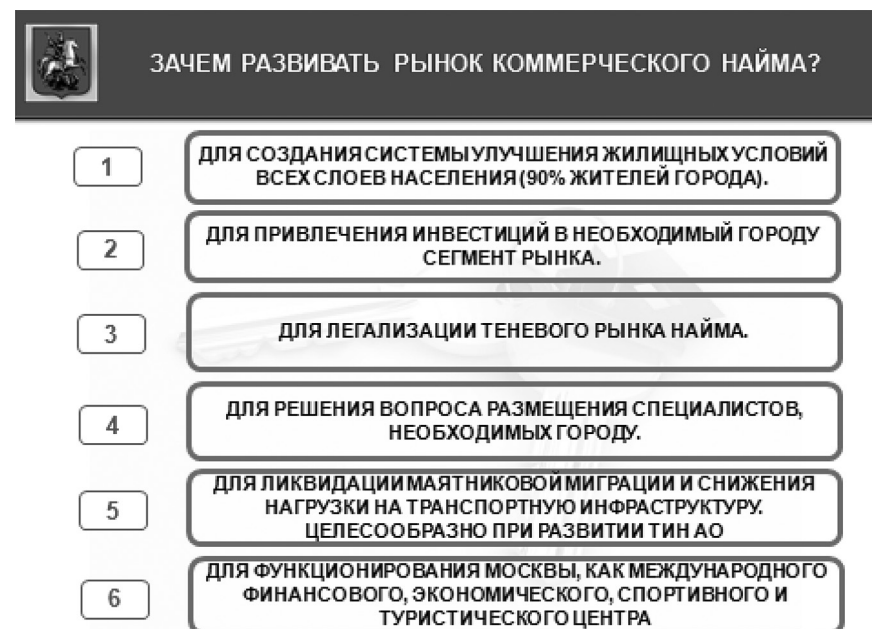 ЗАЧЕМ РАЗВИВАТЬ РЫНОК КОММЕРЧЕСКОГО НАЙМА?
1
ДЛЯ СОЗДАНИЯ СИСТЕМЫ УЛУЧШЕНИЯ ЖИЛИЩНЫХ УСЛОВИЙ
ВСЕХ СЛОЕВ НАСЕЛЕНИЯ (90% ЖИТЕЛЕЙ ГОРОДА).
2
ДЛЯ ПРИВЛЕЧЕНИЯ ИНВЕСТИЦИЙ В НЕОБХОДИМЫЙ ГОРОДУ
СЕГМЕНТ РЫНКА.
3
ДЛЯ ЛЕГАЛИЗАЦИИ ТЕНЕВОГО РЫНКА НАЙМА.
4
ДЛЯ РЕШЕНИЯ ВОПРОСА РАЗМЕЩЕНИЯ СПЕЦИАЛИСТОВ,
НЕОБХОДИМЫХ ГОРОДУ.
5
ДЛЯ ЛИКВИДАЦИИ МАЯТНИКОВОЙ МИГРАЦИИ И СНИЖЕНИЯ
НАГРУЗКИ НА ТРАНСПОРТНУЮ ИНФРАСТРУКТУРУ.
ЦЕЛЕСООБРАЗНО ПРИ РАЗВИТИИ ТИН АО
6
ДЛЯ ФУНКЦИОНИРОВАНИЯ МОСКВЫ, КАК МЕЖДУНАРОДНОГО
ФИНАНСОВОГО, ЭКОНОМИЧЕСКОГО, СПОРТИВНОГО И
ТУРИСТИЧЕСКОГО ЦЕНТРА